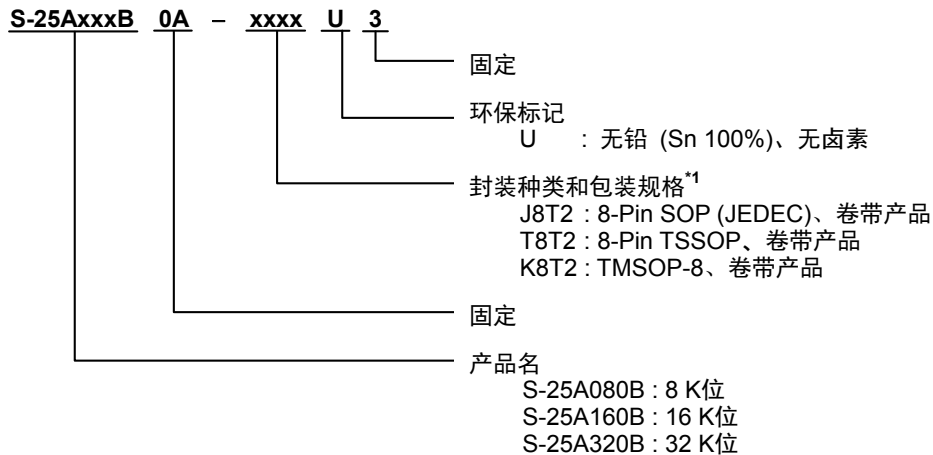 S-25AxxxB 0A – xxxx U 3
固定
环保标记
U : 无铅 (Sn 100%)、无卤素
封装种类和包装规格*1
J8T2 : 8-Pin SOP (JEDEC)、卷带产品
T8T2 : 8-Pin TSSOP、卷带产品
K8T2 : TMSOP-8、卷带产品
固定
产品名
S-25A080B : 8 K位
S-25A160B : 16 K位
S-25A320B : 32 K位